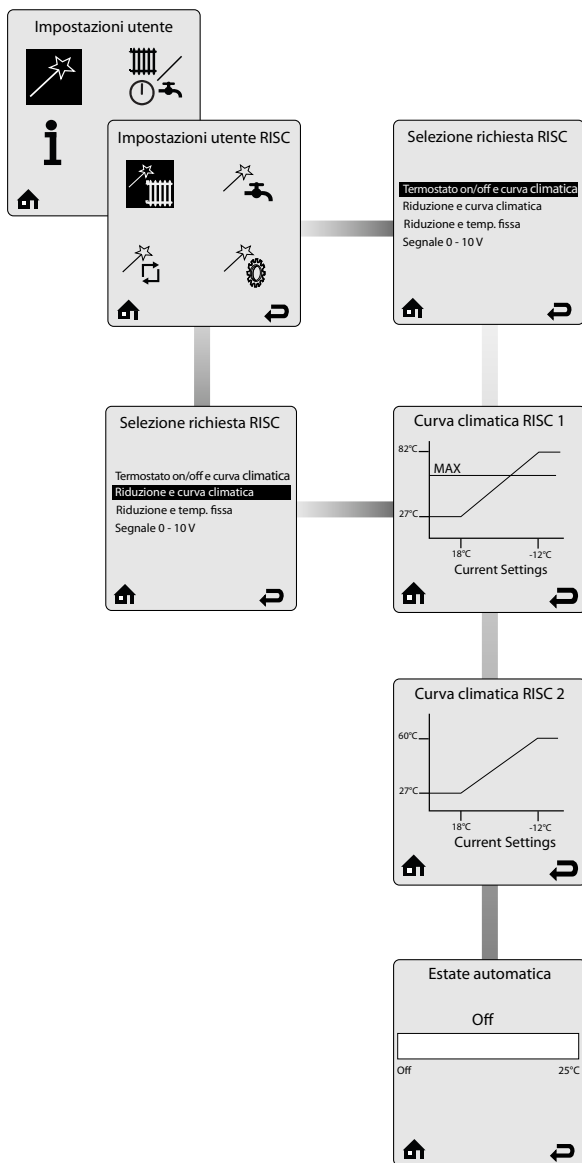 Impostazioni utente
i
Impostazioni utente RISC
Selezione richiesta RISC
Termostato on/off e curva climatica
Riduzione e curva climatica
Riduzione e temp. fissa
Segnale 0 - 10 V
Selezione richiesta RISC
Termostato on/off e curva climatica
Riduzione e curva climatica
Riduzione e temp. fissa
Segnale 0 - 10 V
Curva climatica RISC 1
82°C
MAX
27°C
18°C -12°C
Current Settings
Curva climatica RISC 2
60°C
27°C
18°C -12°C
Current Settings
Estate automatica
Off
Off 25°C